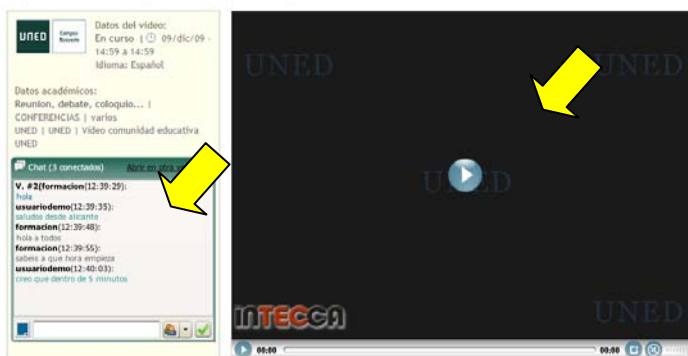 UNED
Campus
Noroeste
Datos del video:
En curso | 09/dic/09 -
14:59 a 14:59
Idioma: Español
Datos académicos:
Reunion, debate, coloquio... |
CONFERENCIAS | varios
UNED | UNED | Vídeo comunidad educativa
UNED
Chat (3 conectados) Abrir en otra
V. #2(formacion(12:39:29):
hola
usuariodemo(12:39:35):
saludos desde alicante
formacion(12:39:48):
hola a todos
formacion(12:39:55):
sabeis a que hora empieza
usuariodemo(12:40:03):
creo que dentro de 5 minutos
UNED
UNED
UNED
INTECCA
UNED
00:00
00:00